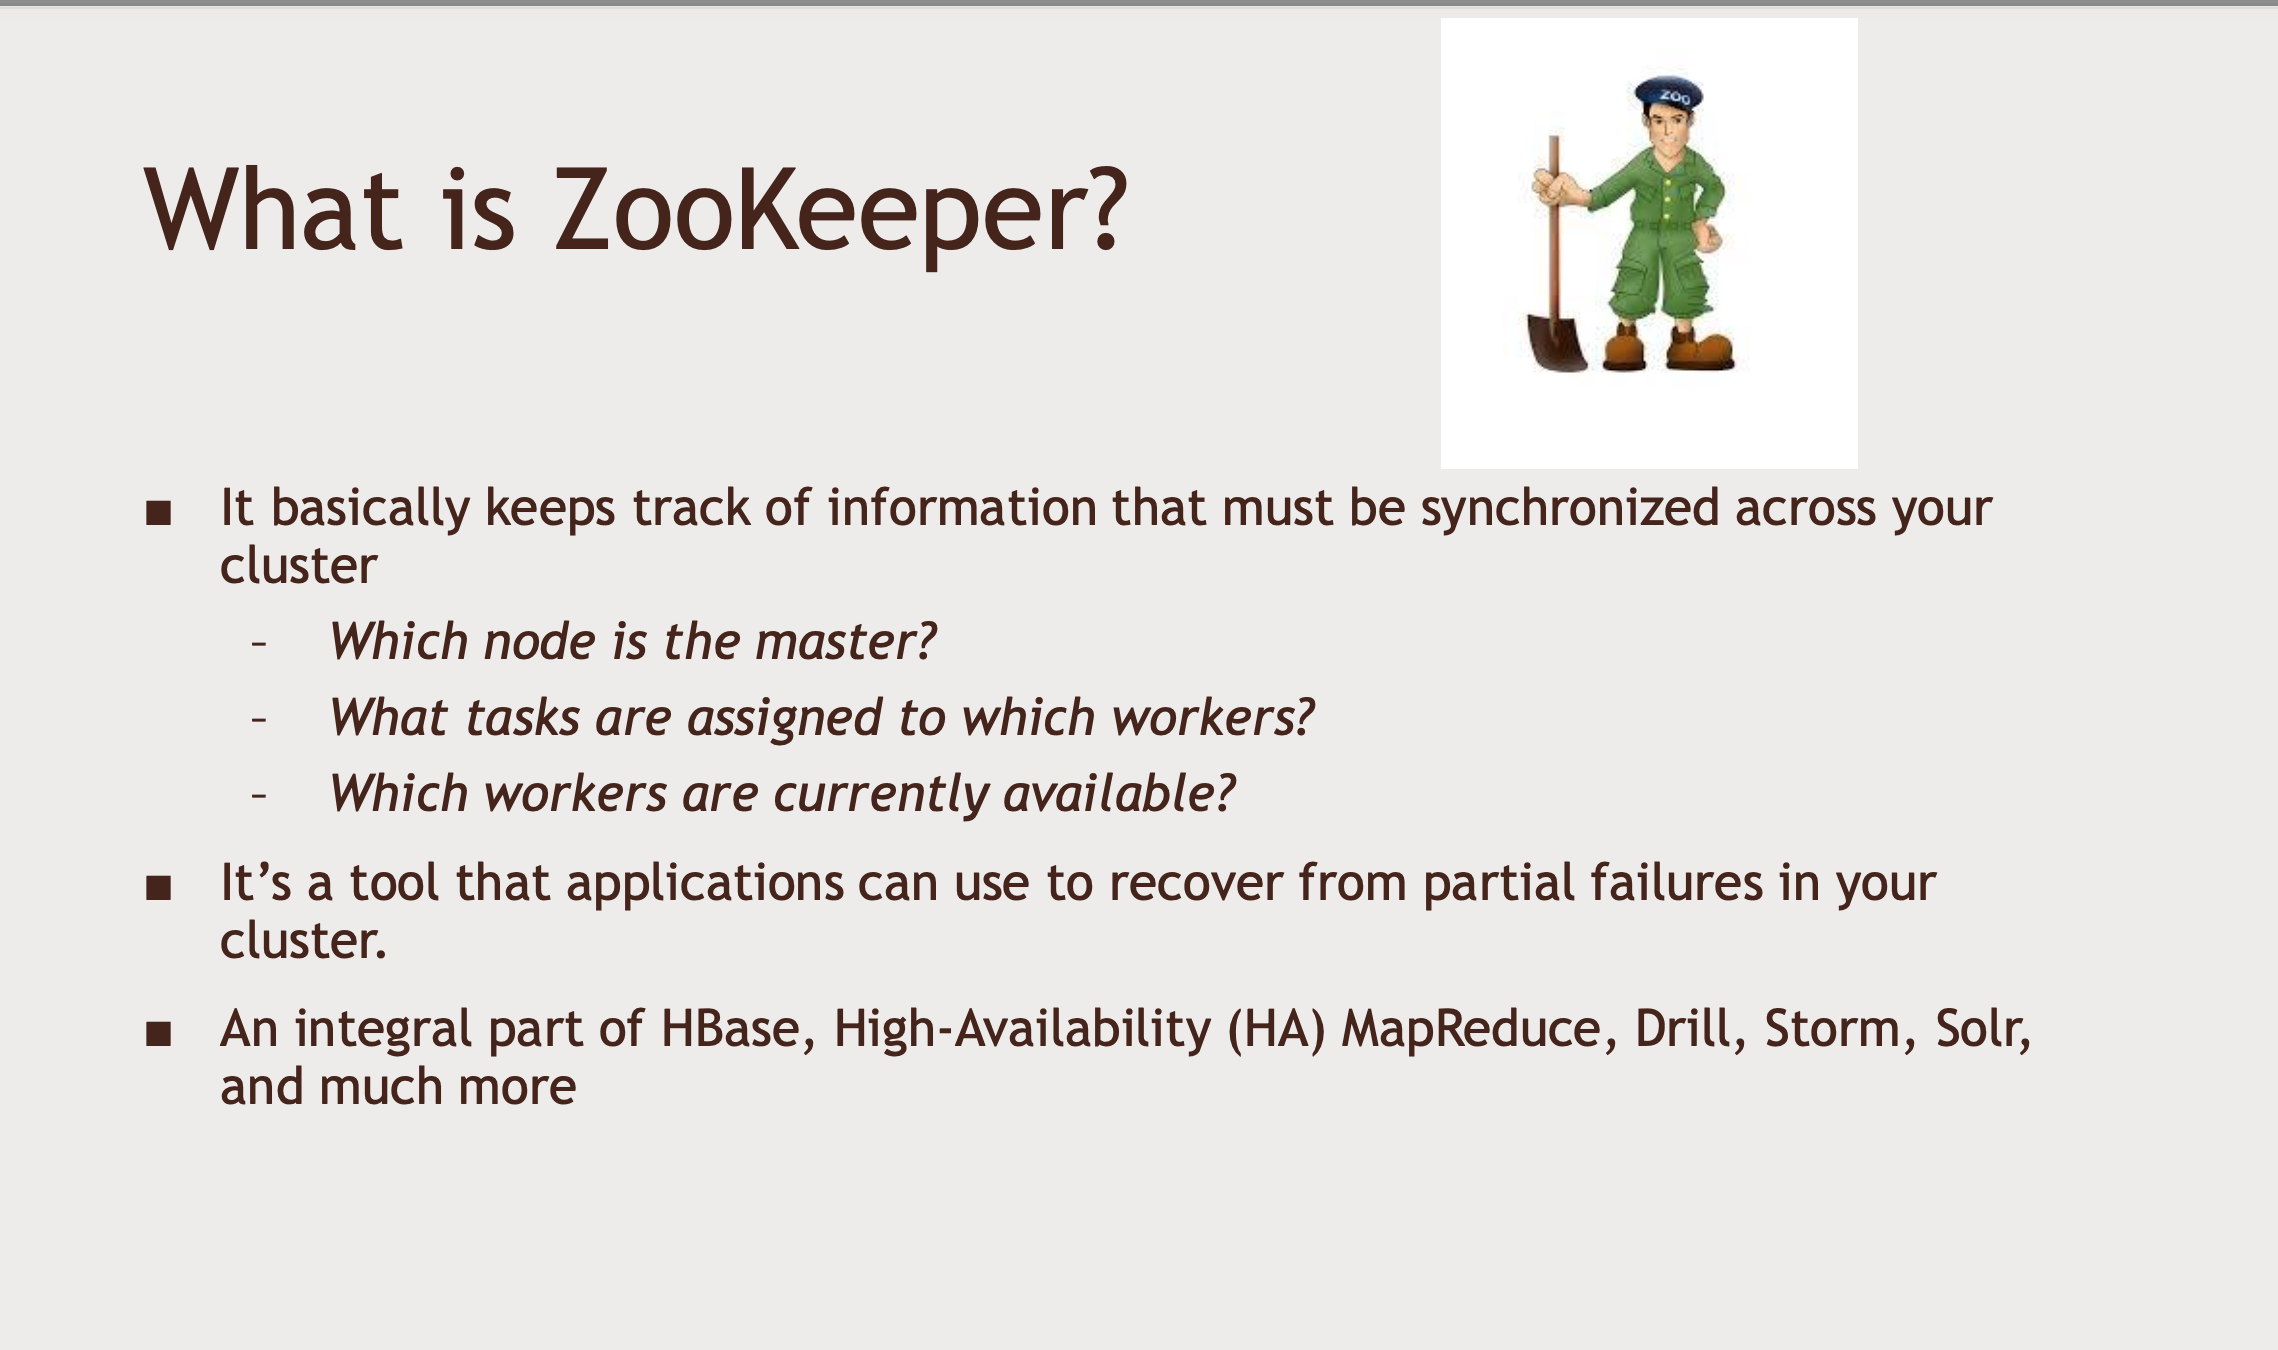 ZOO
What is ZooKeeper?
■ It basically keeps track of information that must be synchronized across your
cluster
– Which node is the master?
– What tasks are assigned to which workers?
– Which workers are currently available?
■ It’s a tool that applications can use to recover from partial failures in your
cluster.
■ An integral part of HBase, High-Availability (HA) MapReduce, Drill, Storm, Solr,
and much more